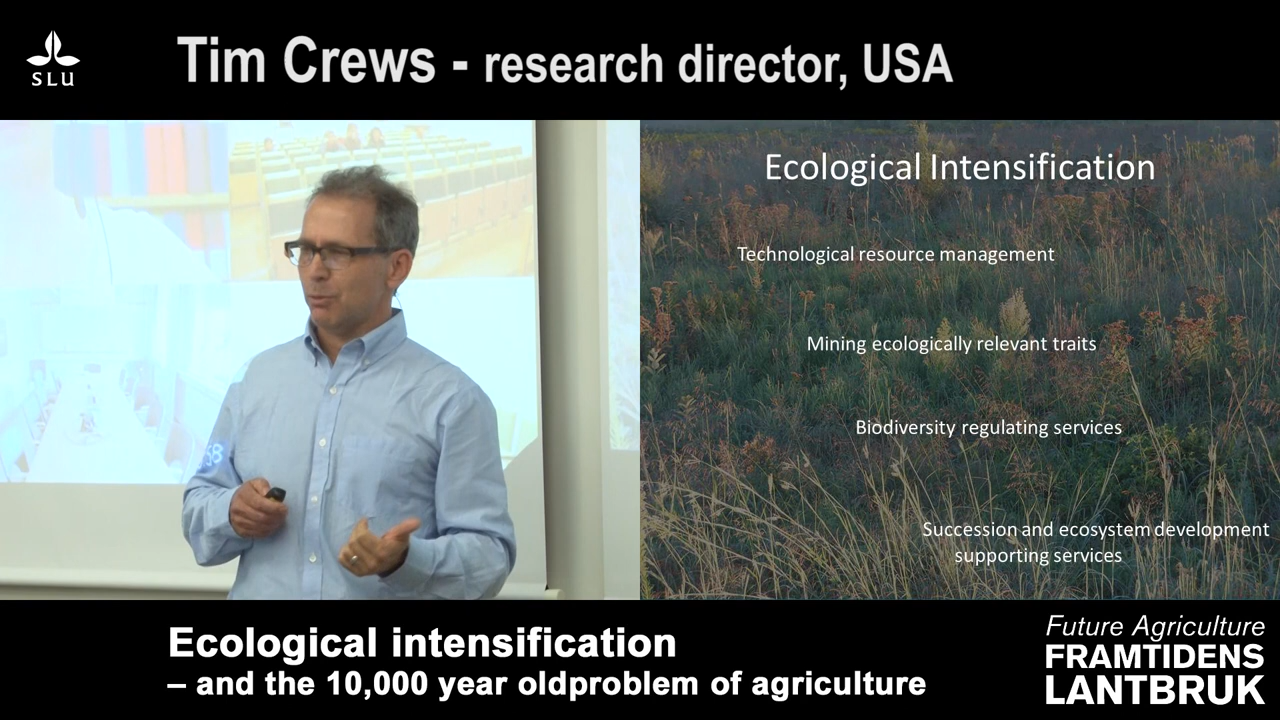 SLU
Tim Crews - research director, USA
Ecological Intensification
Technological resource management
Mining ecologically relevant traits
Biodiversity regulating services
Succession and ecosystem development
supporting services
Ecological intensification
– and the 10,000 year oldproblem of agriculture
Future Agriculture
FRAMTIDENS
LANTBRUK